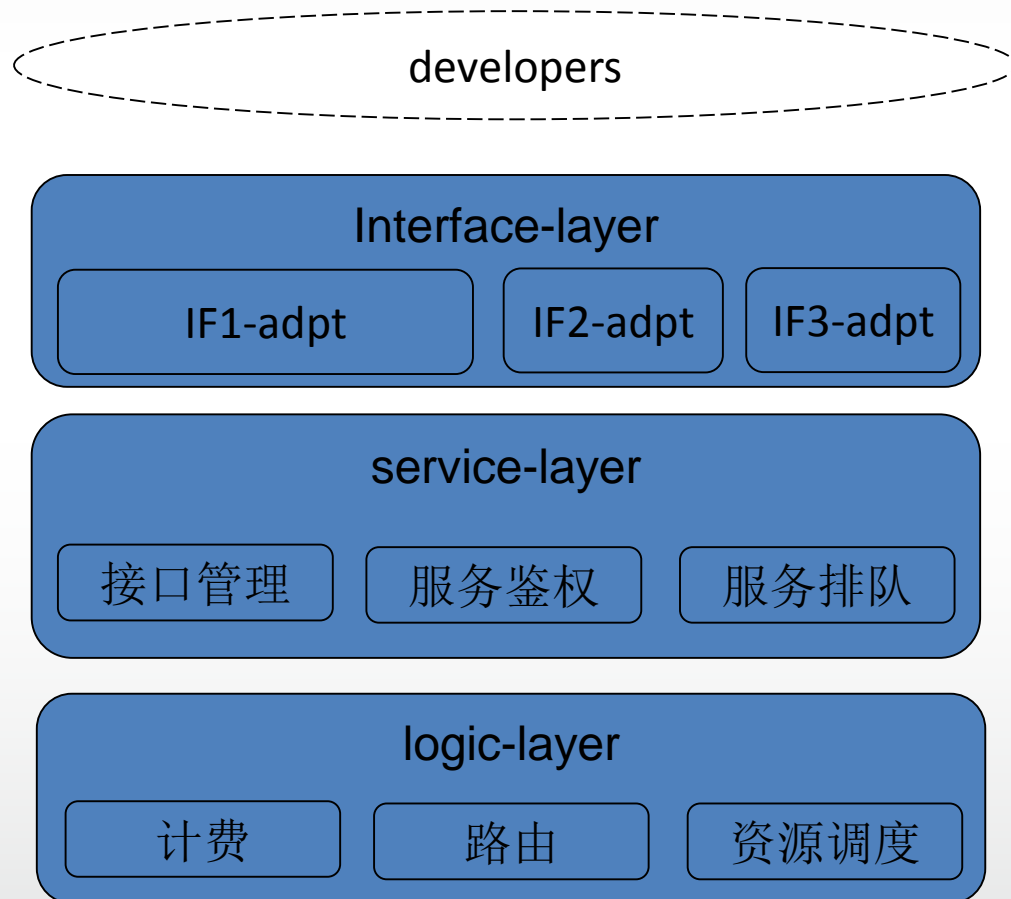 developers
Interface-layer
IF1-adpt
IF2-adpt
IF3-adpt
service-layer
接口管理
服务鉴权
服务排队
logic-layer
计费
路由
资源调度